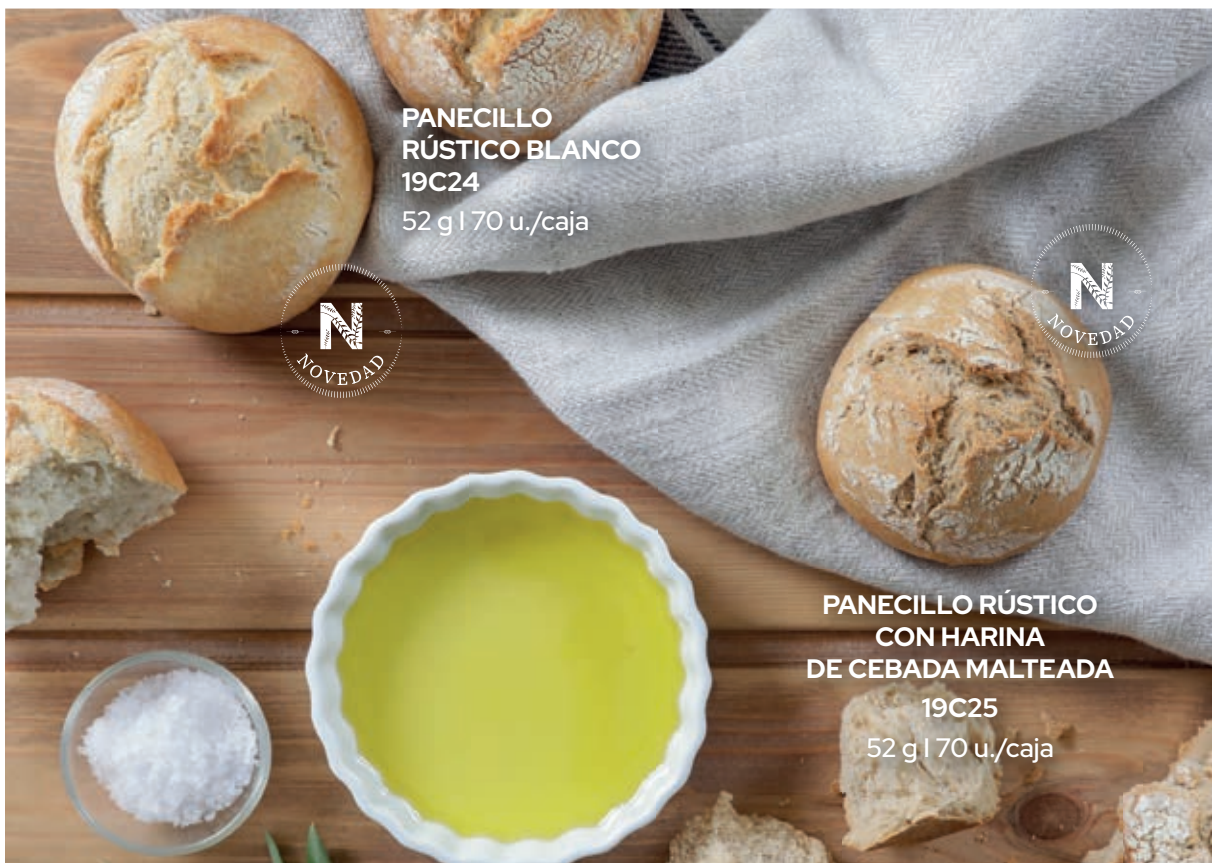 PANECILLO
RÚSTICO BLANCO
19C24
52 g | 70 u./caja
N
NOVEDAD
N
NOVEDAD
PANECILLO RÚSTICO
CON HARINA
DE CEBADA MALTEADA
19C25
52 g | 70 u./caja